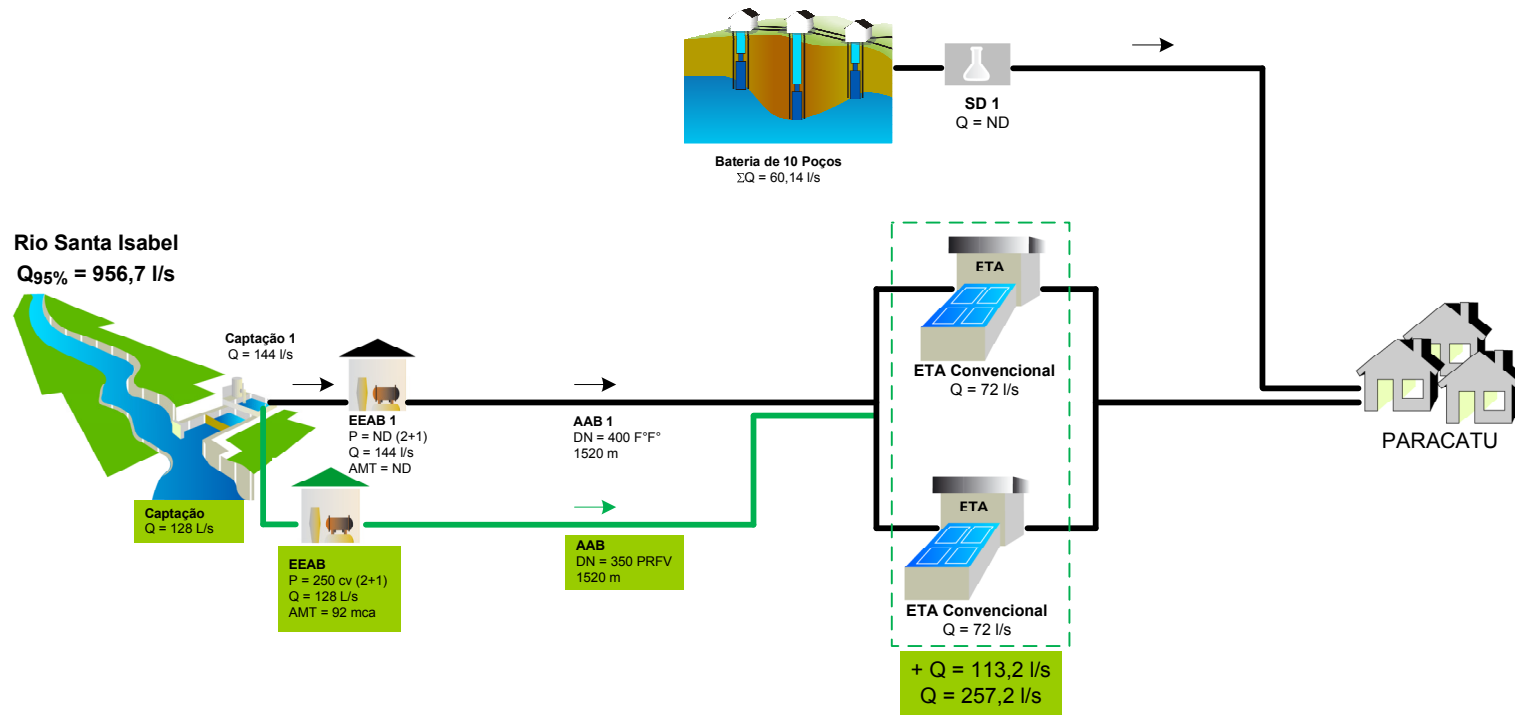 SD 1
Q = ND
Bateria de 10 Poços
ΣQ = 60,14 l/s
Rio Santa Isabel
Q95% = 956,7 l/s
Captação 1
Q = 144 l/s
EEAB 1
P = ND (2+1)
Q = 144 l/s
AMT = ND
AAB 1
DN = 400 F°F°
1520 m
ETA
ETA Convencional
Q = 72 l/s
PARACATU
Captação
Q = 128 L/s
EEAB
P = 250 cv (2+1)
Q = 128 L/s
AMT = 92 mca
AAB
DN = 350 PRFV
1520 m
ETA
ETA Convencional
Q = 72 l/s
+ Q = 113,2 l/s
Q = 257,2 l/s